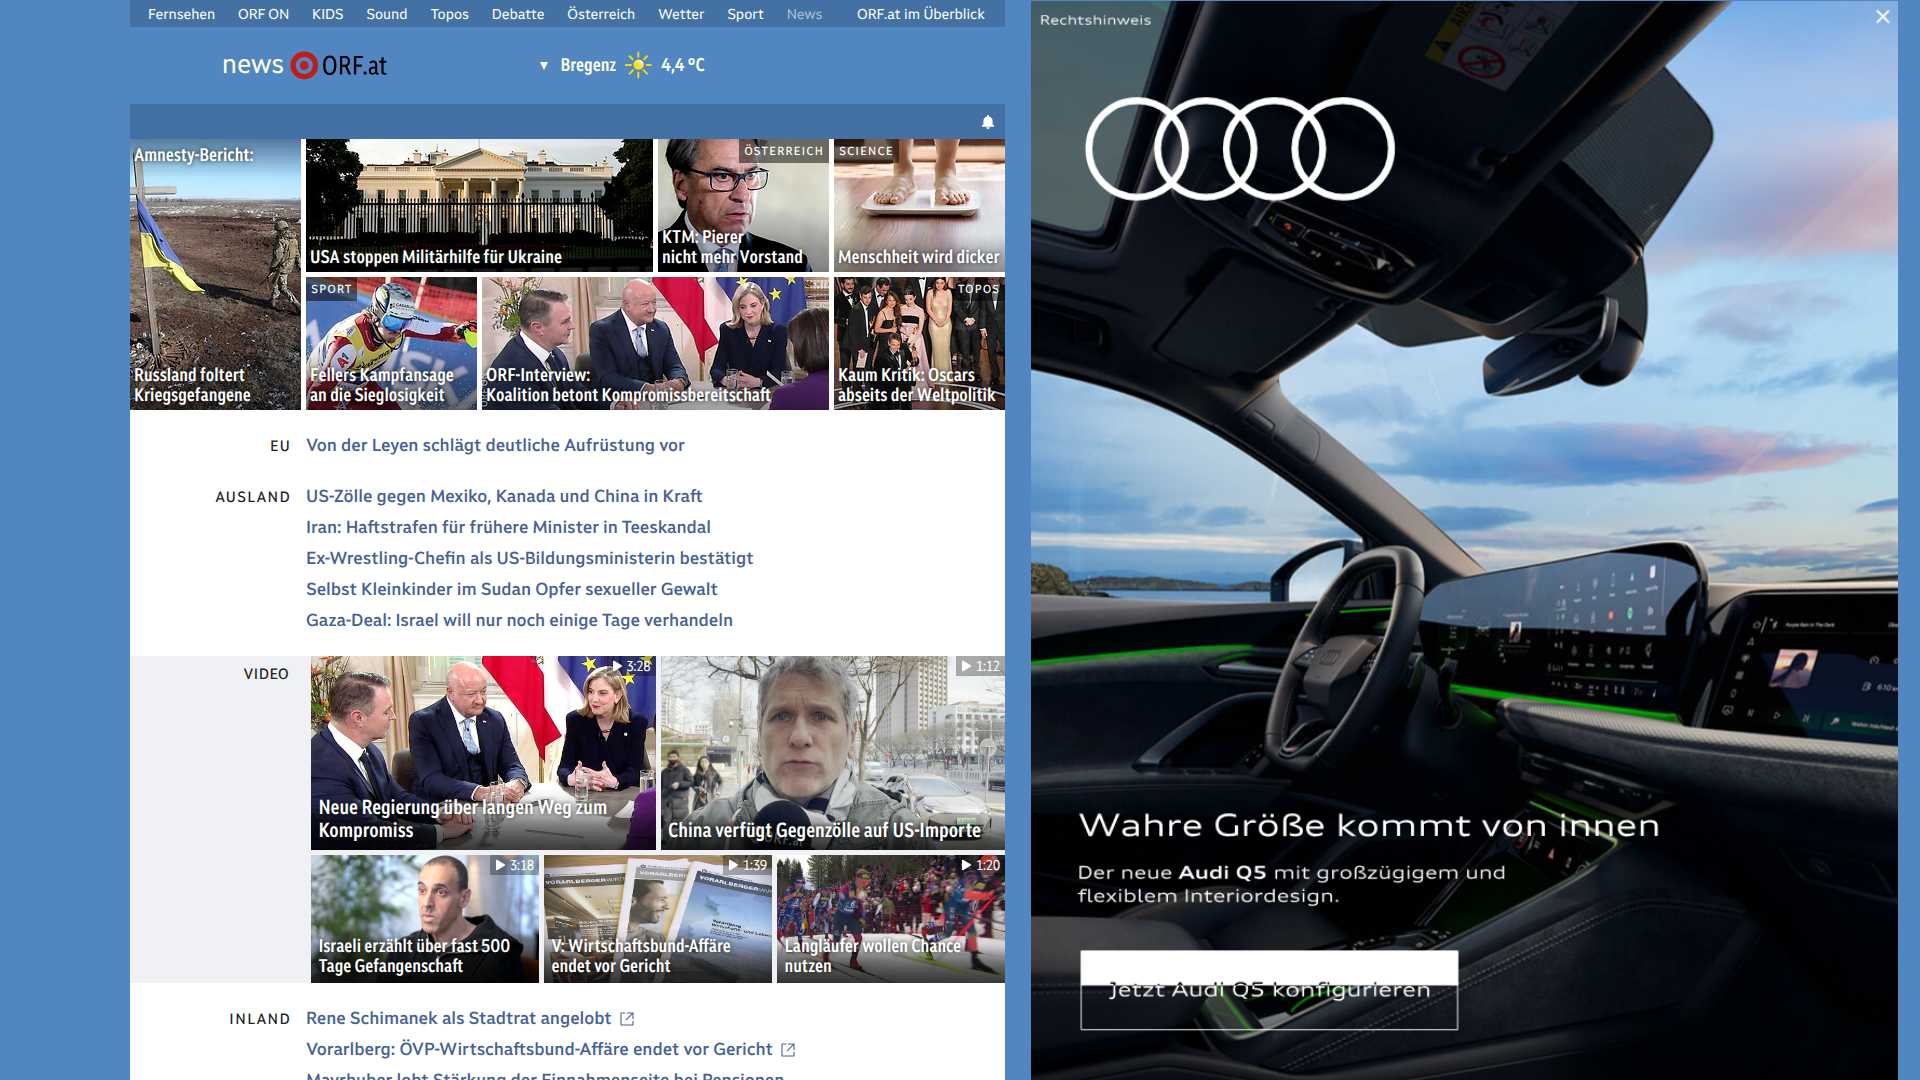 Fernsehen ORF ON KIDS Sound Topos Debatte Österreich Wetter Sport News ORF.at im Überblick
news ORF.at
Bregenz 4,4 °C
Amnesty-Bericht:
Russland foltert
Kriegsgefangene
USA stoppen Militärhilfe für Ukraine
ÖSTERREICH
KTM: Pierer
nicht mehr Vorstand
SCIENCE
Menschheit wird dicker
SPORT
Fellers Kampfansage
an die Sieglosigkeit
ORF-Interview:
Koalition betont Kompromissbereitschaft
TOPOS
Kaum Kritik: Oscars
abseits der Weltpolitik
EU
Von der Leyen schlägt deutliche Aufrüstung vor
AUSLAND
US-Zölle gegen Mexiko, Kanada und China in Kraft
Iran: Haftstrafen für frühere Minister in Teeskandal
Ex-Wrestling-Chefin als US-Bildungsministerin bestätigt
Selbst Kleinkinder im Sudan Opfer sexueller Gewalt
Gaza-Deal: Israel will nur noch einige Tage verhandeln
VIDEO
3:28
Neue Regierung über langen Weg zum
Kompromiss
1:12
China verfügt Gegenzölle auf US-Importe
3:18
Israeli erzählt über fast 500
Tage Gefangenschaft
1:39
V: Wirtschaftsbund-Affäre
endet vor Gericht
1:20
Langläufer wollen Chance
nutzen
INLAND
Rene Schimanek als Stadtrat angelobt
Vorarlberg: ÖVP-Wirtschaftsbund-Affäre endet vor Gericht
Mayrhuber lobt Stärkung der Einnahmenseite bei Pensionen
Rechtshinweis
Wahre Größe kommt von innen
Der neue Audi Q5 mit großzügigem und
flexiblem Interiordesign.
Jetzt Audi Q5 konfigurieren